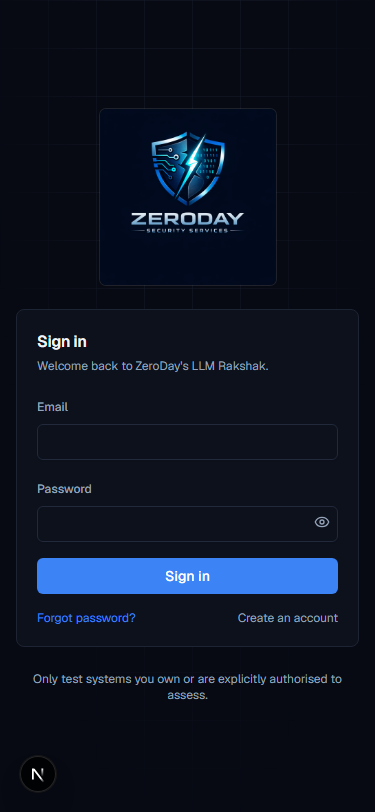 ZERODAY
SECURITY SERVICES
Sign in
Welcome back to ZeroDay's LLM Rakshak.
Email
Password
Sign in
Forgot password?
Create an account
Only test systems you own or are explicitly authorised to
assess.
N